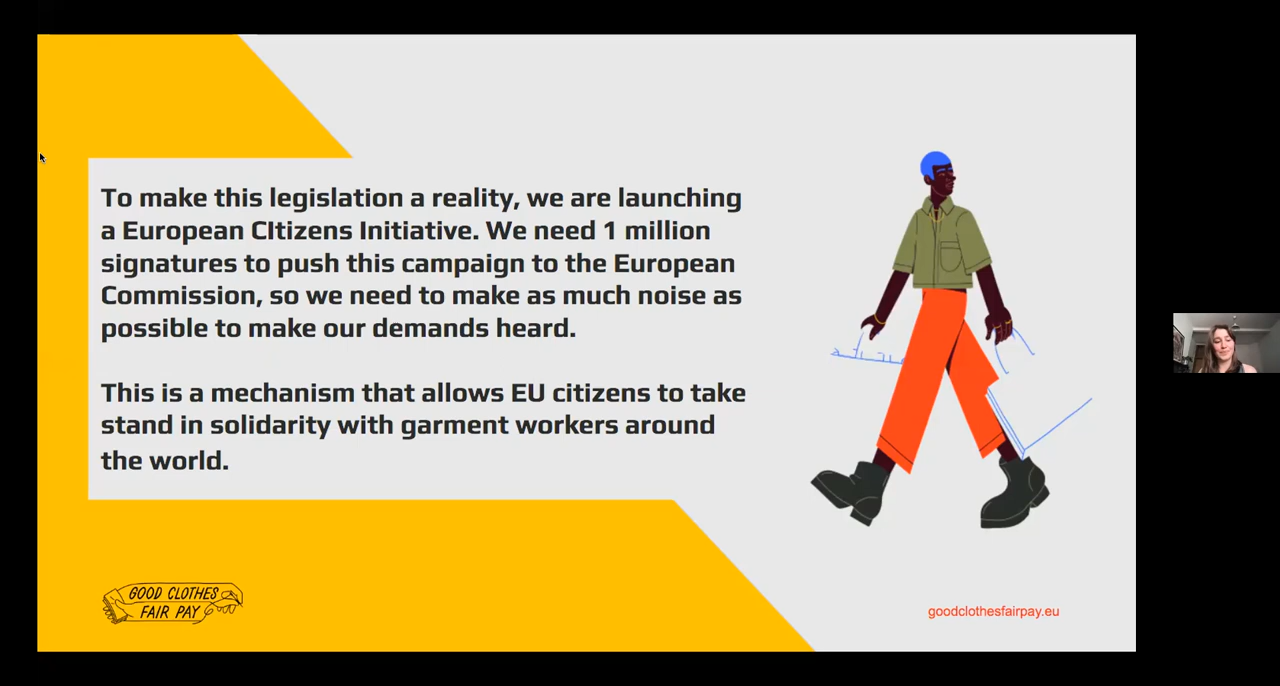 To make this legislation a reality, we are launching
a European CItizens Initiative. We need 1 million
signatures to push this campaign to the European
Commission, so we need to make as much noise as
possible to make our demands heard.
This is a mechanism that allows EU citizens to take
stand in solidarity with garment workers around
the world.
GOOD CLOTHES
FAIR PAY
goodclothesfairpay.eu